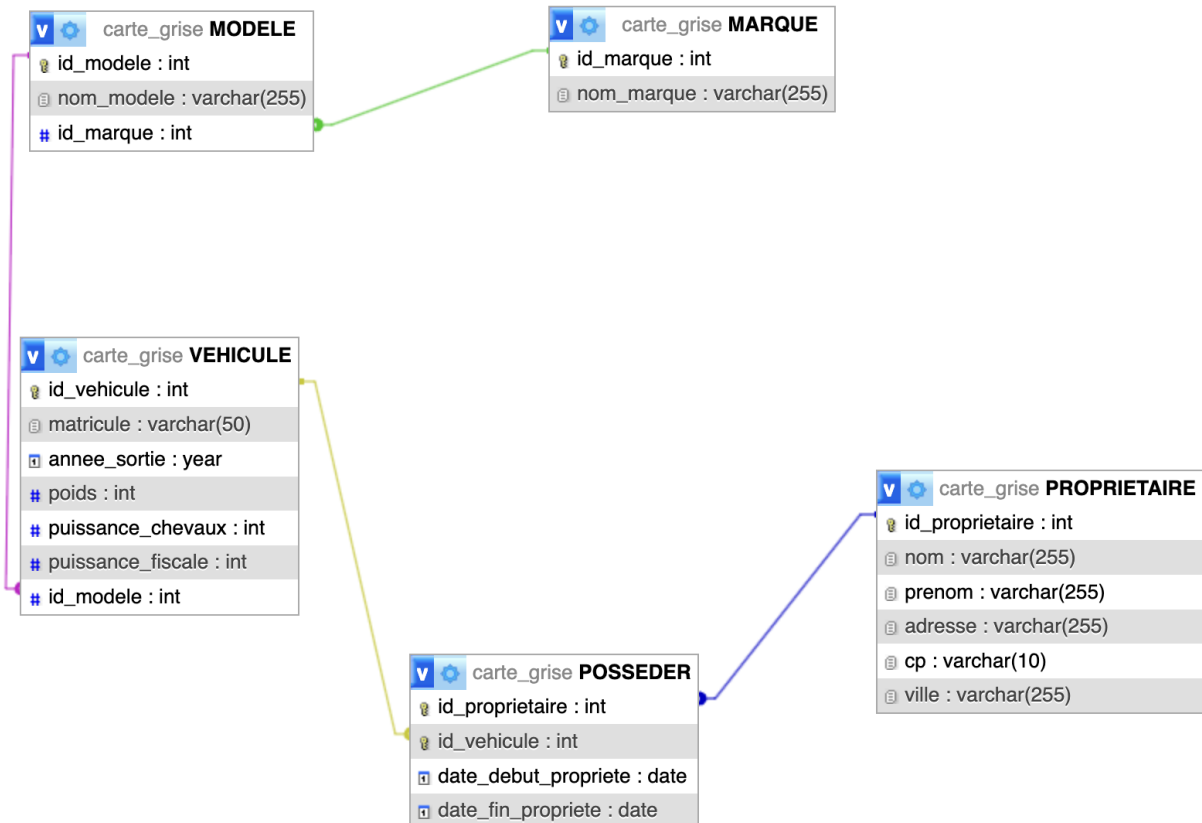 carte_grise MODELE
id_modele : int
nom_modele : varchar(255)
id_marque : int
carte_grise MARQUE
id_marque : int
nom_marque : varchar(255)
carte_grise VEHICULE
id_vehicule : int
matricule : varchar(50)
annee_sortie : year
poids : int
puissance_chevaux : int
puissance_fiscale : int
id_modele : int
carte_grise POSSEDER
id_proprietaire : int
id_vehicule : int
date_debut_propriete : date
date_fin_propriete : date
carte_grise PROPRIETAIRE
id_proprietaire : int
nom : varchar(255)
prenom : varchar(255)
adresse : varchar(255)
cp : varchar(10)
ville : varchar(255)